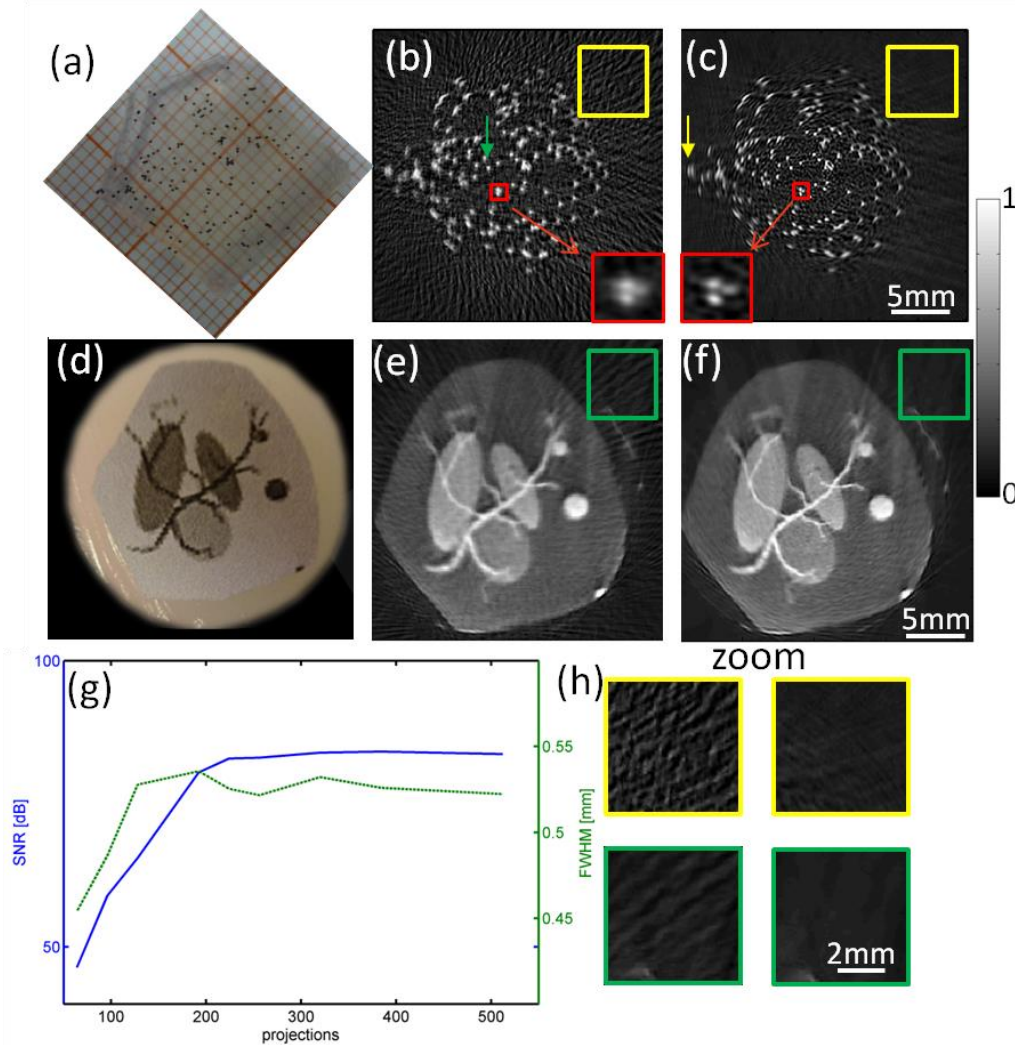 (a)
(b)
(c)
5mm
1
0
(d)
(e)
(f)
5mm
(g)
100
50
SNR [dB]
100
200
300
400
500
projections
0.55
0.5
0.45
FWHM [mm]
(h)
zoom
2mm